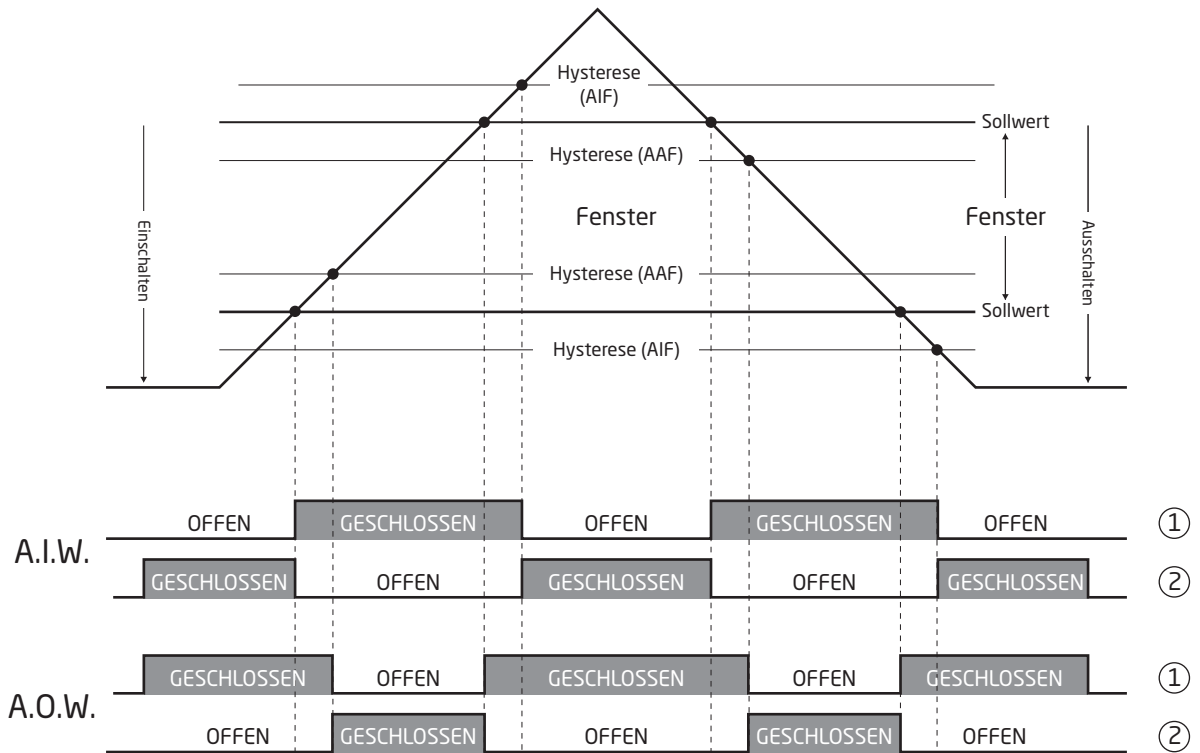 Hysterese
(AIF)
Sollwert
Hysterese (AAF)
Einschalten
Fenster
Fenster
Ausschalten
Hysterese (AAF)
Sollwert
Hysterese (AIF)
A.I.W.
OFFEN GESCHLOSSEN OFFEN GESCHLOSSEN OFFEN ①
GESCHLOSSEN OFFEN GESCHLOSSEN OFFEN GESCHLOSSEN ②
A.O.W.
GESCHLOSSEN OFFEN GESCHLOSSEN OFFEN GESCHLOSSEN ①
OFFEN GESCHLOSSEN OFFEN GESCHLOSSEN OFFEN ②